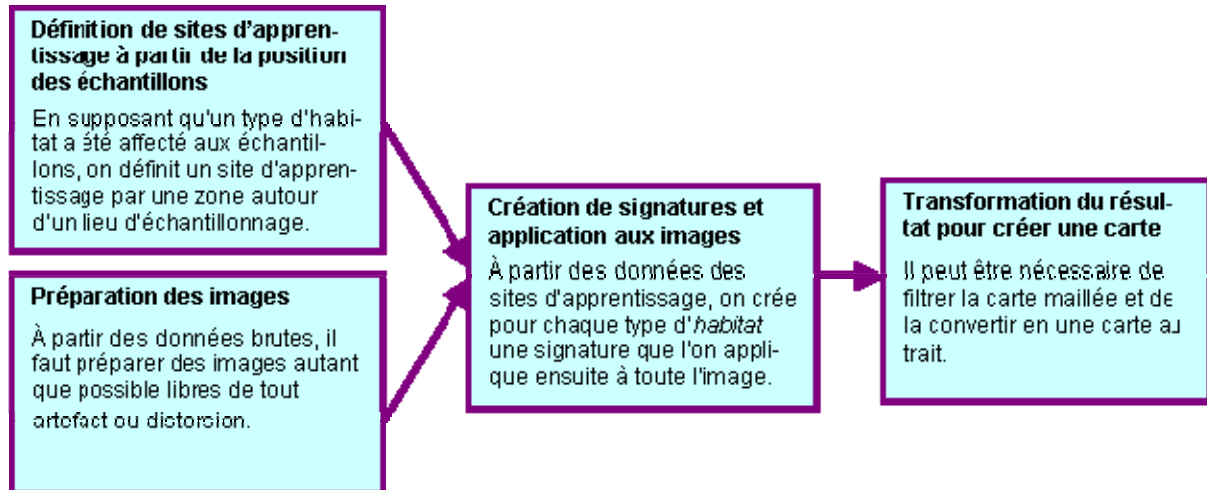 Définition de sites d'appren-
tissage à partir de la position
des échantillons
En supposant qu'un type d'habi-
tat a été affecté aux échantil-
lons, on définit un site d'appren-
tissage par une zone autour
d'un lieu d'échantillonnage.
Préparation des images
À partir des données brutes, il
faut préparer des images autant
que possible libres de tout
artefact ou distorsion.
Création de signatures et
application aux images
À partir des données des
sites d'apprentissage, on crée
pour chaque type d'habitat
une signature que l'on appli-
que ensuite à toute l'image.
Transformation du résul-
tat pour créer une carte
Il peut être nécessaire de
filtrer la carte maillée et de
la convertir en une carte au
trait.